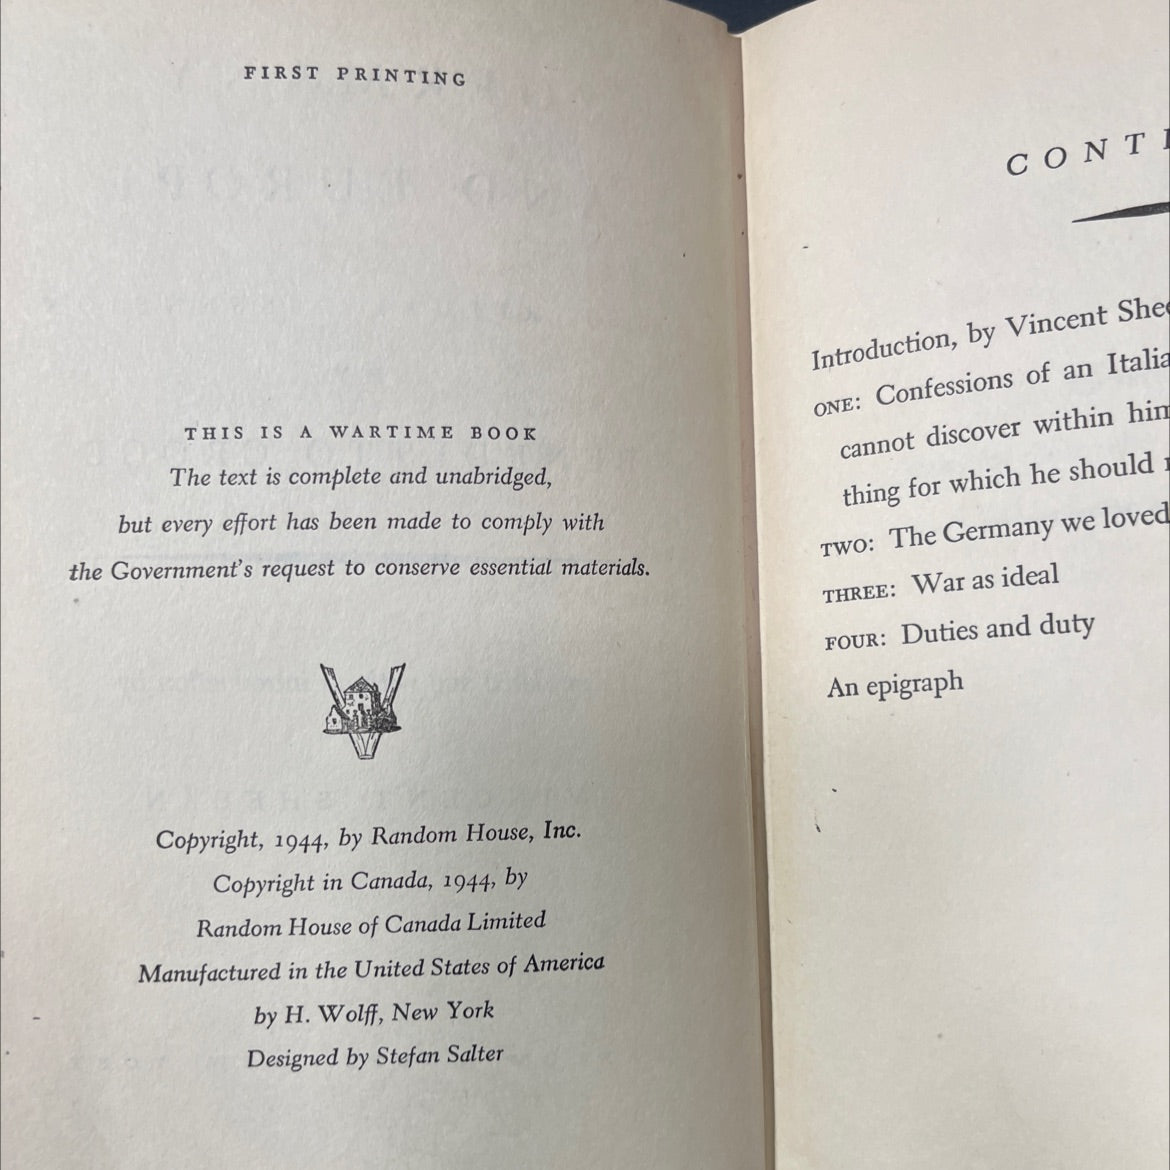 FIRST PRINTING
THIS IS A WARTIME BOOK
The text is complete and unabridged,
but every effort has been made to comply with
the Government's request to conserve essential materials.
Copyright, 1944, by Random House, Inc.
Copyright in Canada, 1944, by
Random House of Canada Limited
Manufactured in the United States of America
by H. Wolff, New York
Designed by Stefan Salter
CONT
Introduction, by Vincent Shee
ONE: Confessions of an Italia
cannot discover within him
thing for which he should
TWO: The Germany we loved
THREE: War as ideal
FOUR: Duties and duty
An epigraph